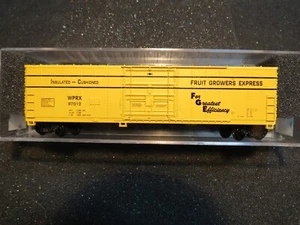 Insulated - Cushioned
FRUIT GROWERS EXPRESS
WPRX
For
Greatest
Efficiency